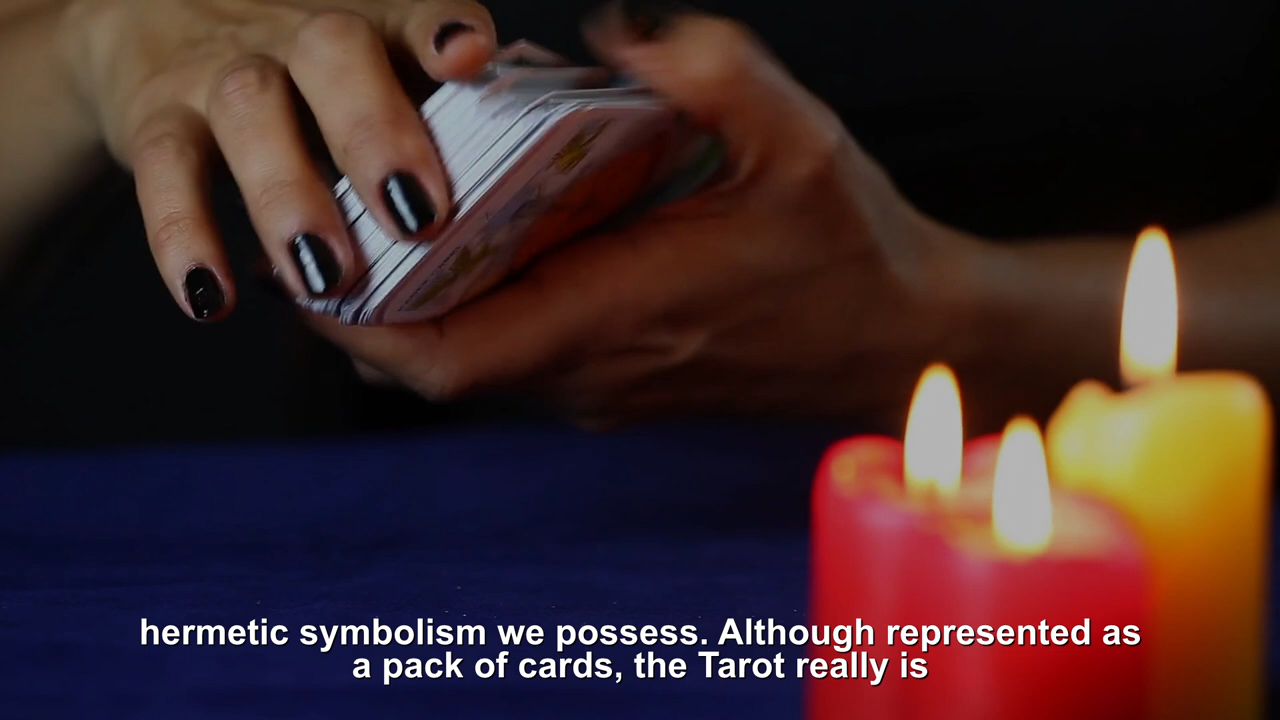 hermetic symbolism we possess. Although represented as
a pack of cards, the Tarot really is